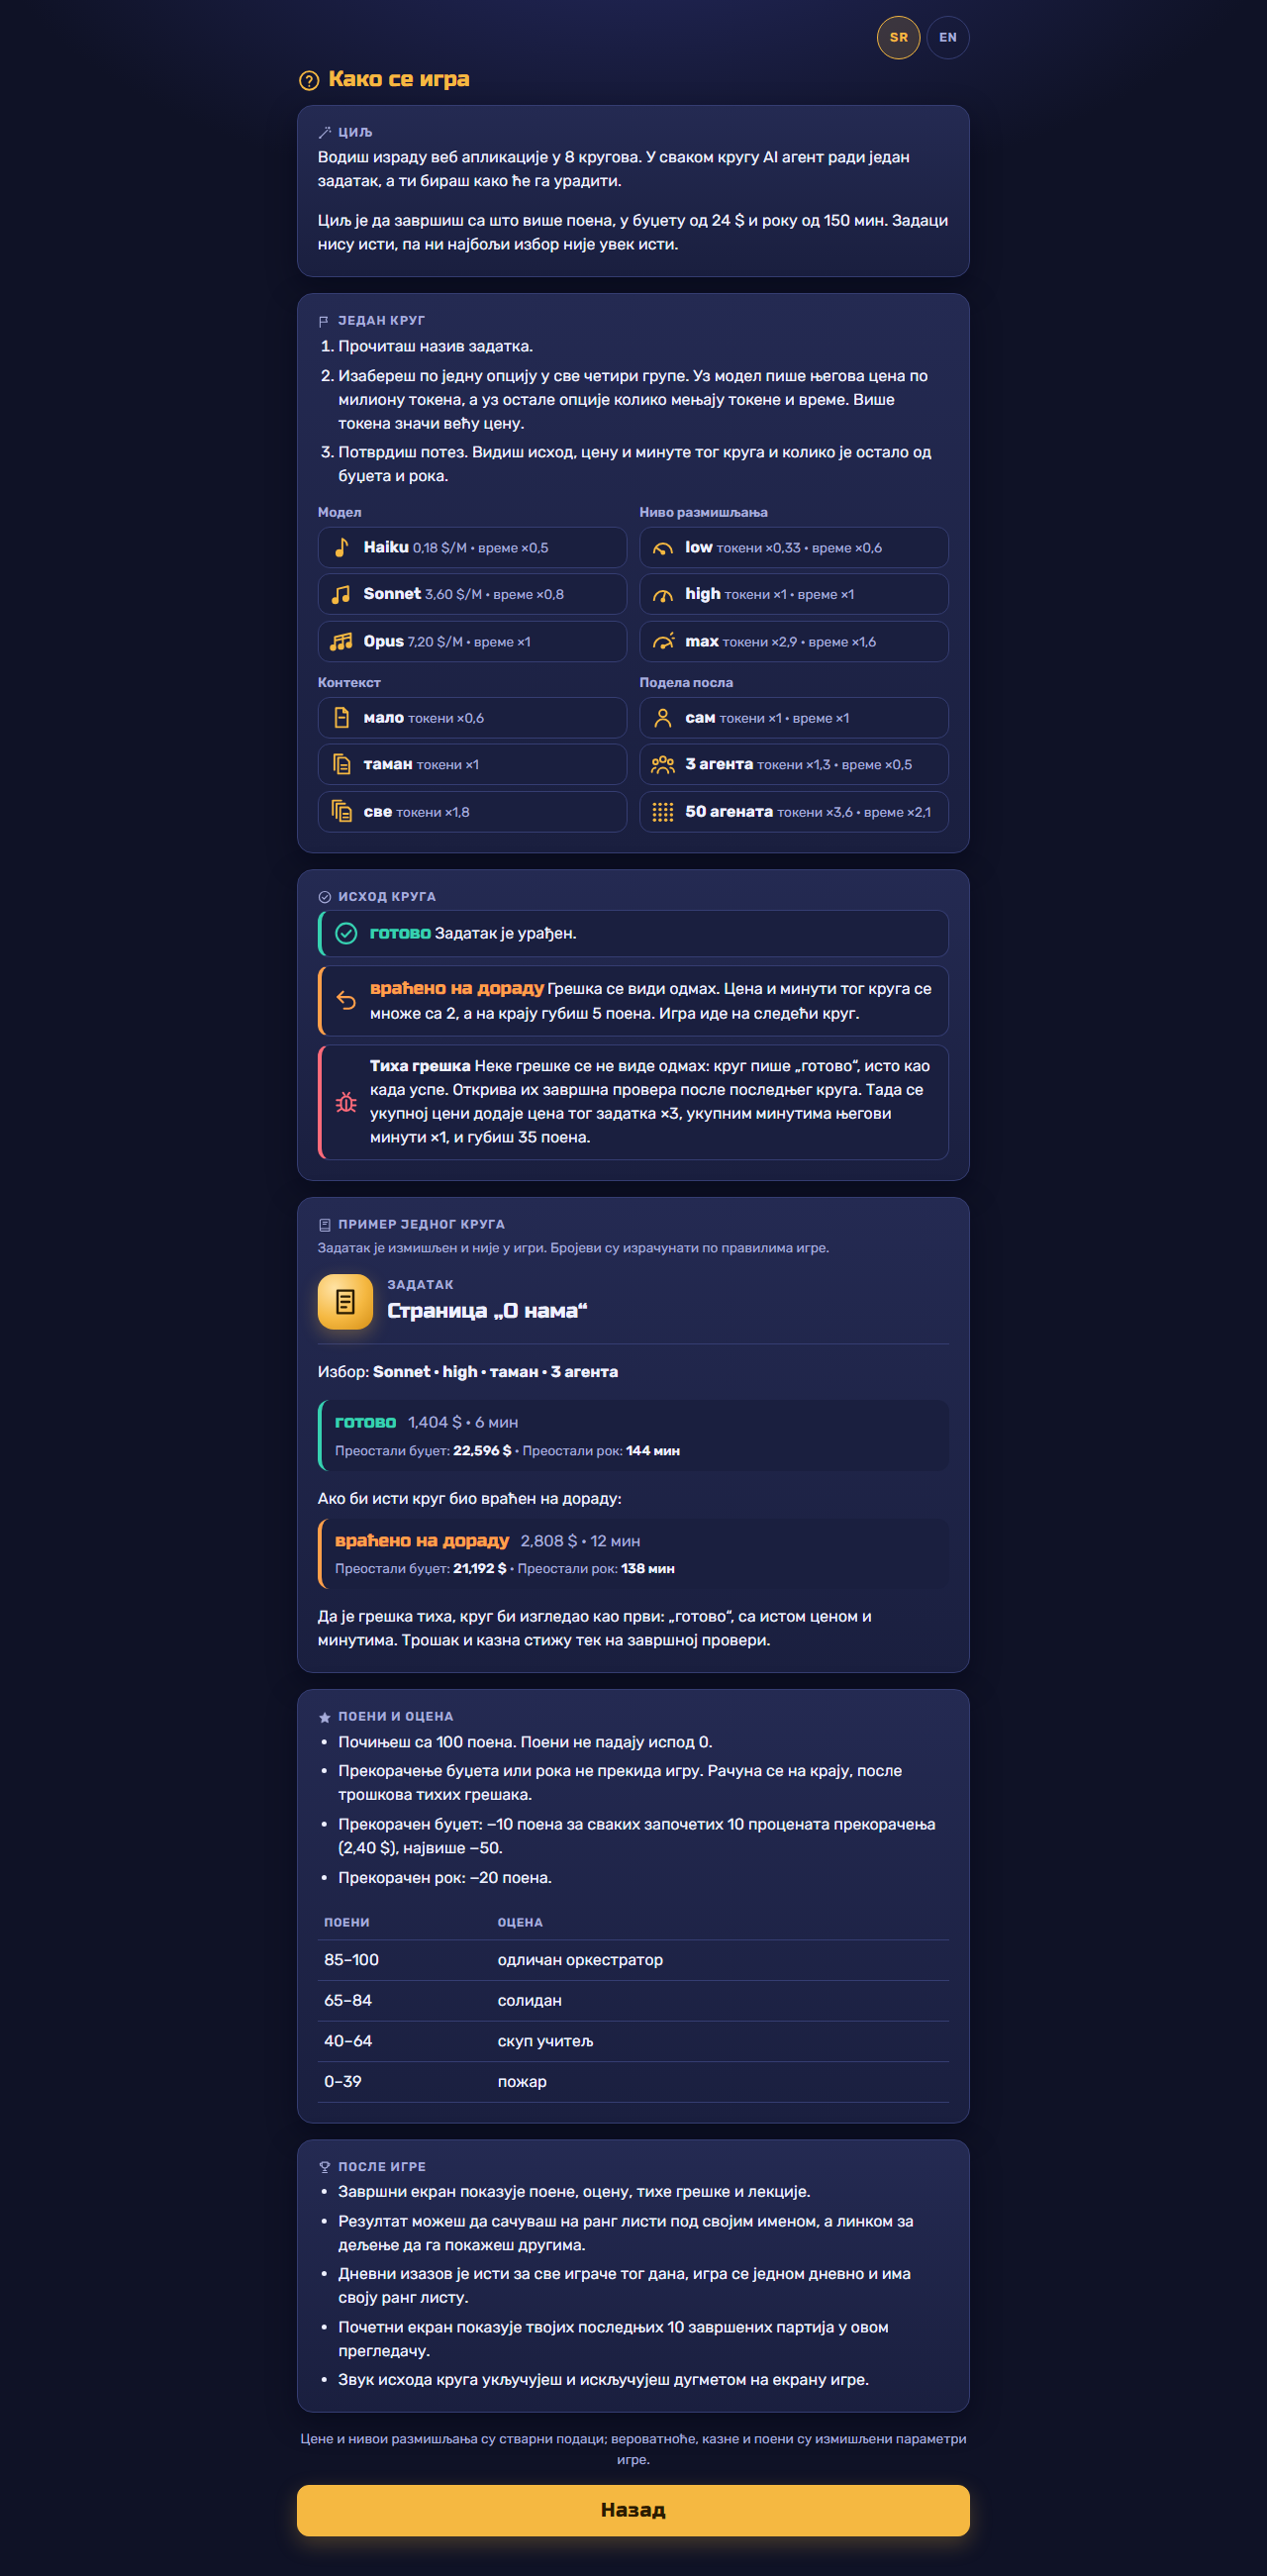 SR EN
Како се игра
ЦИЉ
Водиш израду веб апликације у 8 кругова. У сваком кругу AI агент ради један
задатак, а ти бираш како ће га урадити.
Циљ је да завршиш са што више поена, у буџету од 24 $ и року од 150 мин. Задаци
нису исти, па ни најбољи избор није увек исти.
ЈЕДАН КРУГ
1. Прочиташ назив задатка.
2. Изабереш по једну опцију у све четири групе. Уз модел пише његова цена по
милиону токена, а уз остале опције колико мењају токене и време. Више
токена значи већу цену.
3. Потврдиш потез. Видиш исход, цену и минуте тог круга и колико је остало од
буџета и рока.
Модел
Haiku 0,18 $/M • време ×0,5
Sonnet 3,60 $/M • време ×0,8
Opus 7,20 $/M • време ×1
Ниво размишљања
low токени ×0,33 • време ×0,6
high токени ×1 • време ×1
max токени ×2,9 • време ×1,6
Контекст
мало токени ×0,6
таман токени ×1
све токени ×1,8
Подела посла
сам токени ×1 • време ×1
3 агента токени ×1,3 • време ×0,5
50 агената токени ×3,6 • време ×2,1
ИСХОД КРУГА
готово Задатак је урађен.
враћено на дораду Грешка се види одмах. Цена и минути тог круга се
множе са 2, а на крају губиш 5 поена. Игра иде на следећи круг.
Тиха грешка Неке грешке се не виде одмах: круг пише „готово“, исто као
када успе. Открива их завршна провера после последњег круга. Тада се
укупној цени додаје цена тог задатка ×3, укупним минутима његови
минути ×1, и губиш 35 поена.
ПРИМЕР ЈЕДНОГ КРУГА
Задатак је измишљен и није у игри. Бројеви су израчунати по правилима игре.
ЗАДАТАК
Страница „О нама“
Избор: Sonnet • high • таман • 3 агента
готово 1,404 $ • 6 мин
Преостали буџет: 22,596 $ • Преостали рок: 144 мин
Ако би исти круг био враћен на дораду:
враћено на дораду 2,808 $ • 12 мин
Преостали буџет: 21,192 $ • Преостали рок: 138 мин
Да је грешка тиха, круг би изгледао као први: „готово“, са истом ценом и
минутима. Трошак и казна стижу тек на завршној провери.
ПОЕНИ И ОЦЕНА
• Почињеш са 100 поена. Поени не падају испод 0.
• Прекорачење буџета или рока не прекида игру. Рачуна се на крају, после
трошкова тихих грешака.
• Прекорачен буџет: −10 поена за сваких започетих 10 процената прекорачења
(2,40 $), највише −50.
• Прекорачен рок: −20 поена.
ПОЕНИ ОЦЕНА
85–100 одличан оркестратор
65–84 солидан
40–64 скуп учитељ
0–39 пожар
ПОСЛЕ ИГРЕ
• Завршни екран показује поене, оцену, тихе грешке и лекције.
• Резултат можеш да сачуваш на ранг листи под својим именом, а линком за
дељење да га покажеш другима.
• Дневни изазов је исти за све играче тог дана, игра се једном дневно и има
своју ранг листу.
• Почетни екран показује твојих последњих 10 завршених партија у овом
прегледачу.
• Звук исхода круга укључујеш и искључујеш дугметом на екрану игре.
Цене и нивои размишљања су стварни подаци; вероватноће, казне и поени су измишљени параметри
игре.
Назад